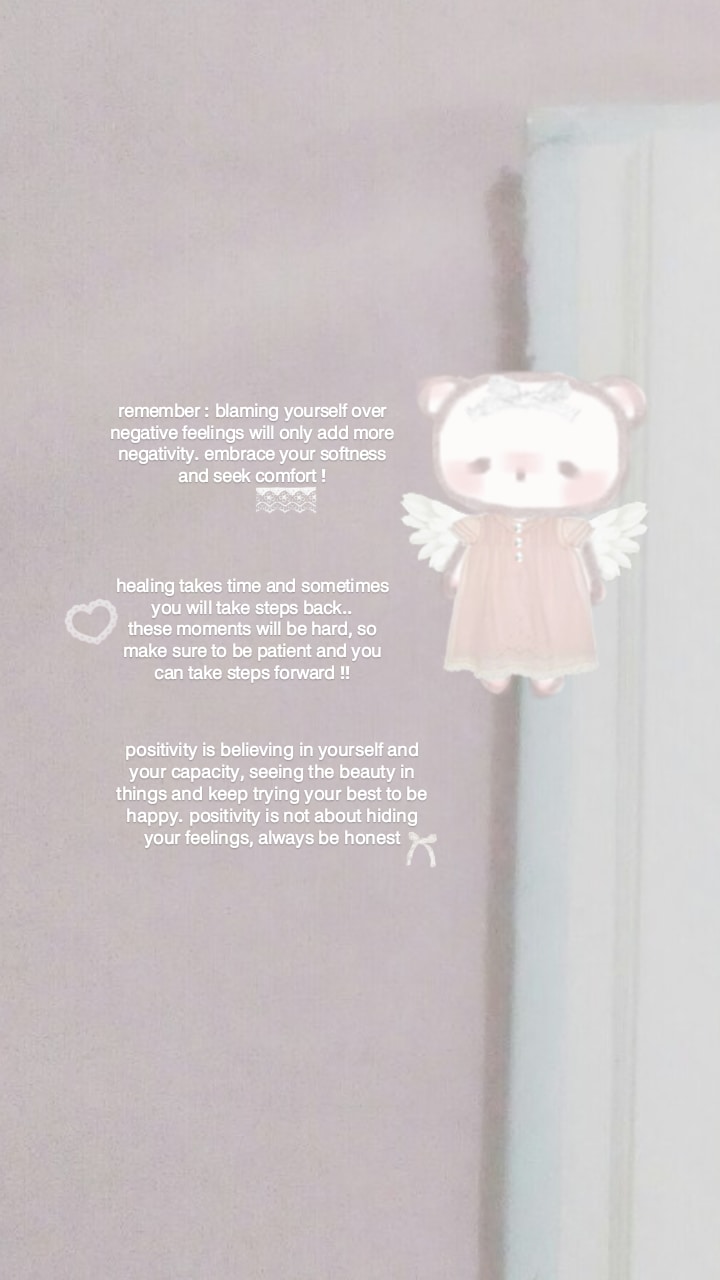 remember : blaming yourself over
negative feelings will only add more
negativity. embrace your softness
and seek comfort !
healing takes time and sometimes
you will take steps back..
these moments will be hard, so
make sure to be patient and you
can take steps forward !!
positivity is believing in yourself and
your capacity, seeing the beauty in
things and keep trying your best to be
happy. positivity is not about hiding
your feelings, always be honest